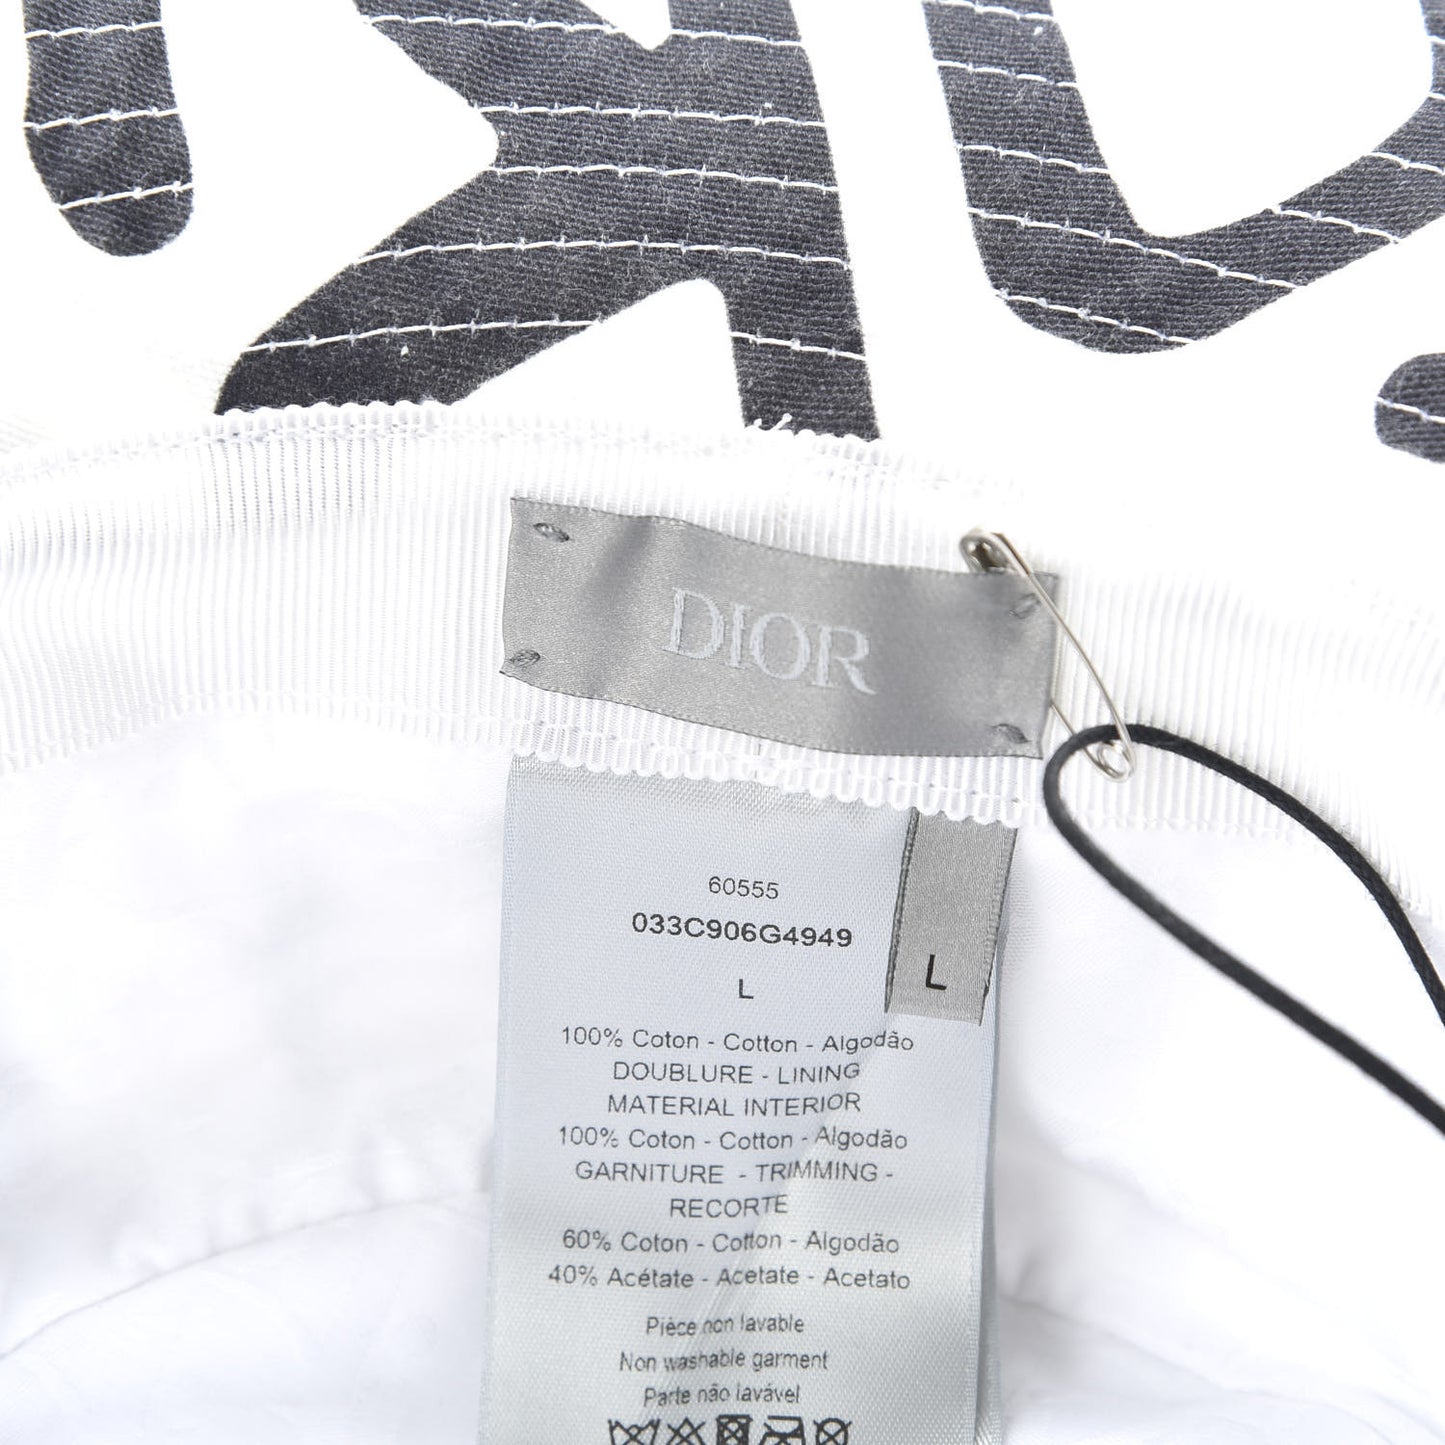 DIOR
60555
033C906G4949
L
L
100% Coton - Cotton - Algodão
DOUBLURE - LINING
MATERIAL INTERIOR
100% Coton - Cotton - Algodão
GARNITURE - TRIMMING -
RECORTE
60% Coton - Cotton - Algodão
40% Acétate - Acetate - Acetato
Pièce non lavable
Non washable garment
Parte não lavável